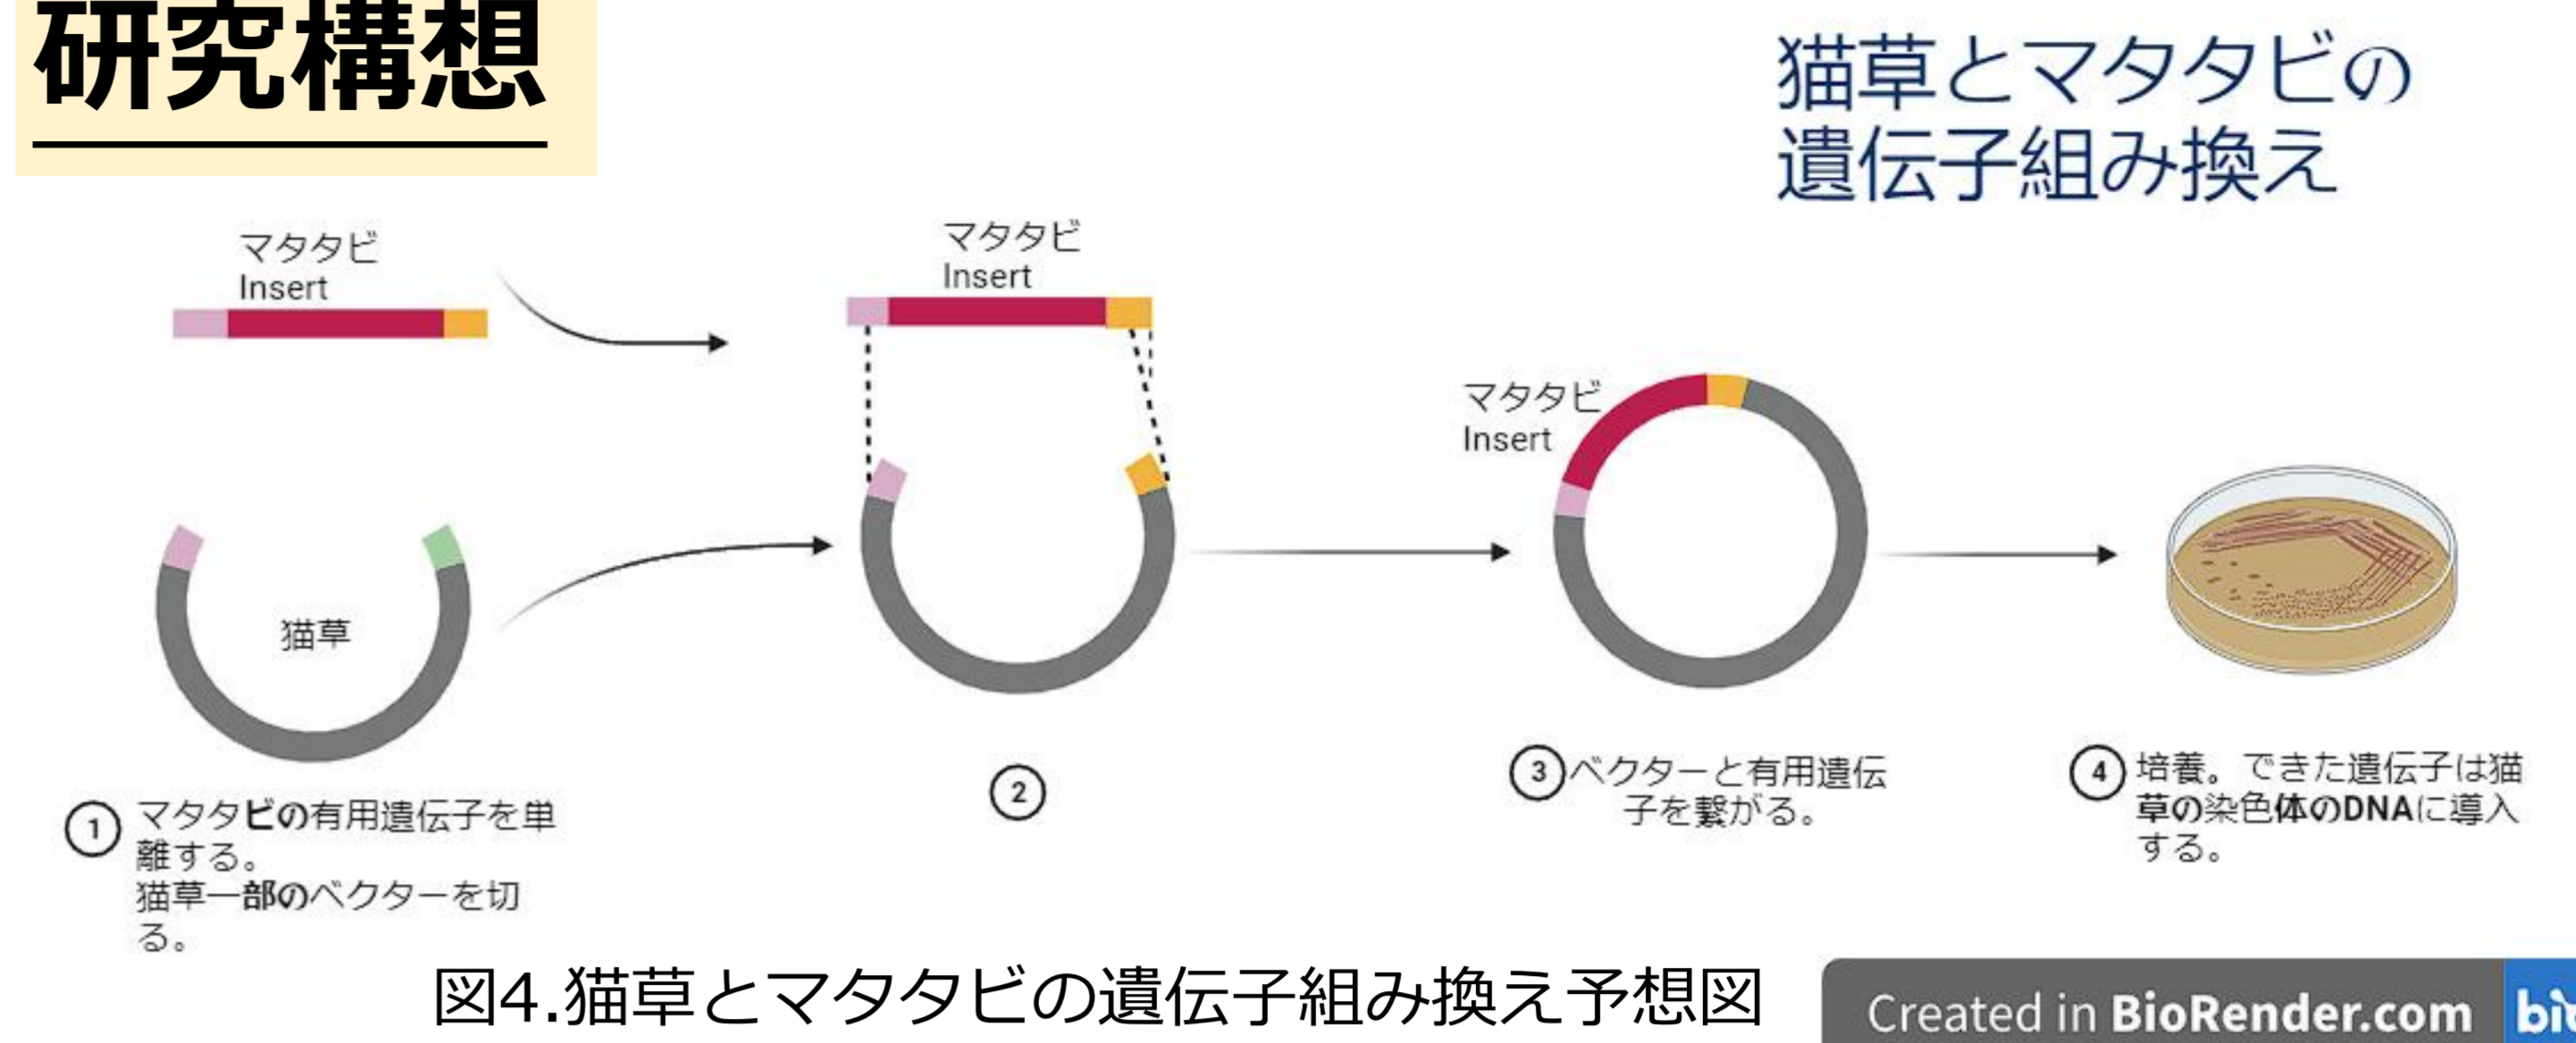 研究構想
猫草とマタタビの
遺伝子組み換え
マタタビ
Insert
マタタビ
Insert
マタタビ
Insert
猫草
1
マタタビの有用遺伝子を単
離する。
猫草一部のベクターを切
る。
2
3
ベクターと有用遺伝
子を繋がる。
4
培養。できた遺伝子は猫
草の染色体のDNAに導入
する。
図4.猫草とマタタビの遺伝子組み換え予想図
Created in BioRender.com